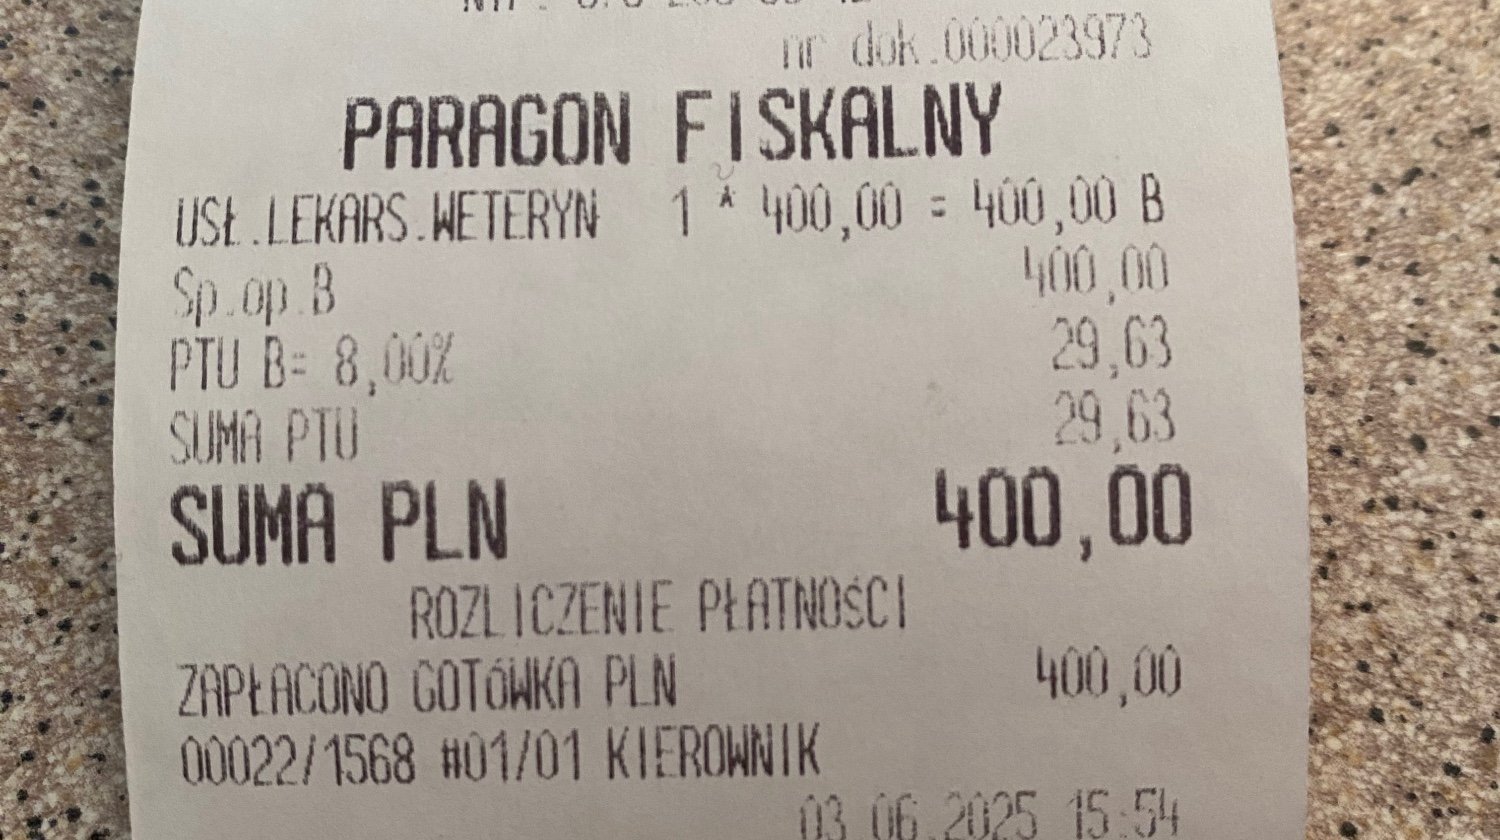 nr dok.000023973
PARAGON FISKALNY
USŁ.LEKARS.WETERYN 1 * 400,00 = 400,00 B
Sp.op.B 400,00
PTU B= 8,00% 29,63
SUMA PTU 29,63
SUMA PLN 400,00
ROZLICZENIE PŁATNOŚCI
ZAPŁACONO GOTÓWKA PLN 400,00
00022/1568 #01/01 KIEROWNIK
03.06.2025 15:54